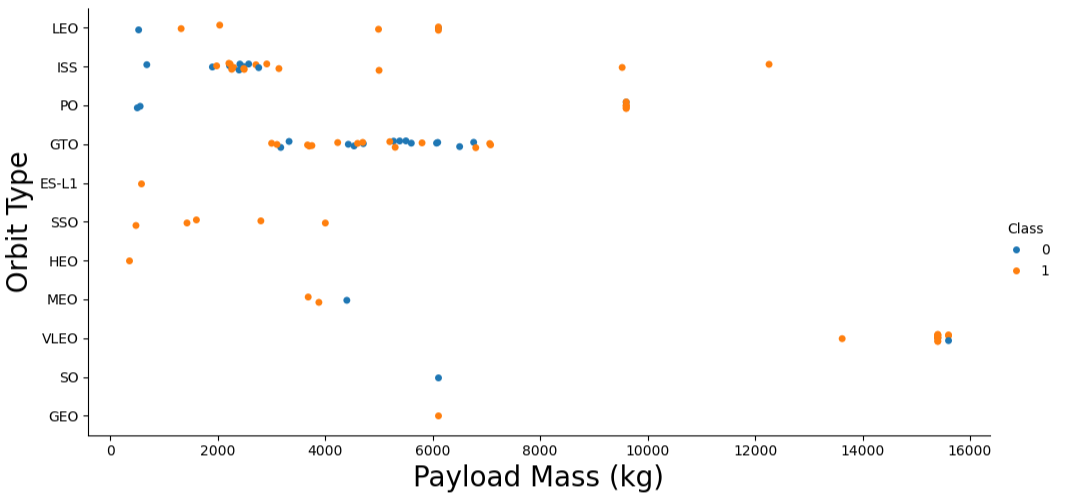 Orbit Type
LEO
ISS
PO
GTO
ES-L1
SSO
HEO
MEO
VLEO
SO
GEO
0 2000 4000 6000 8000 10000 12000 14000 16000
Payload Mass (kg)
Class
0
1